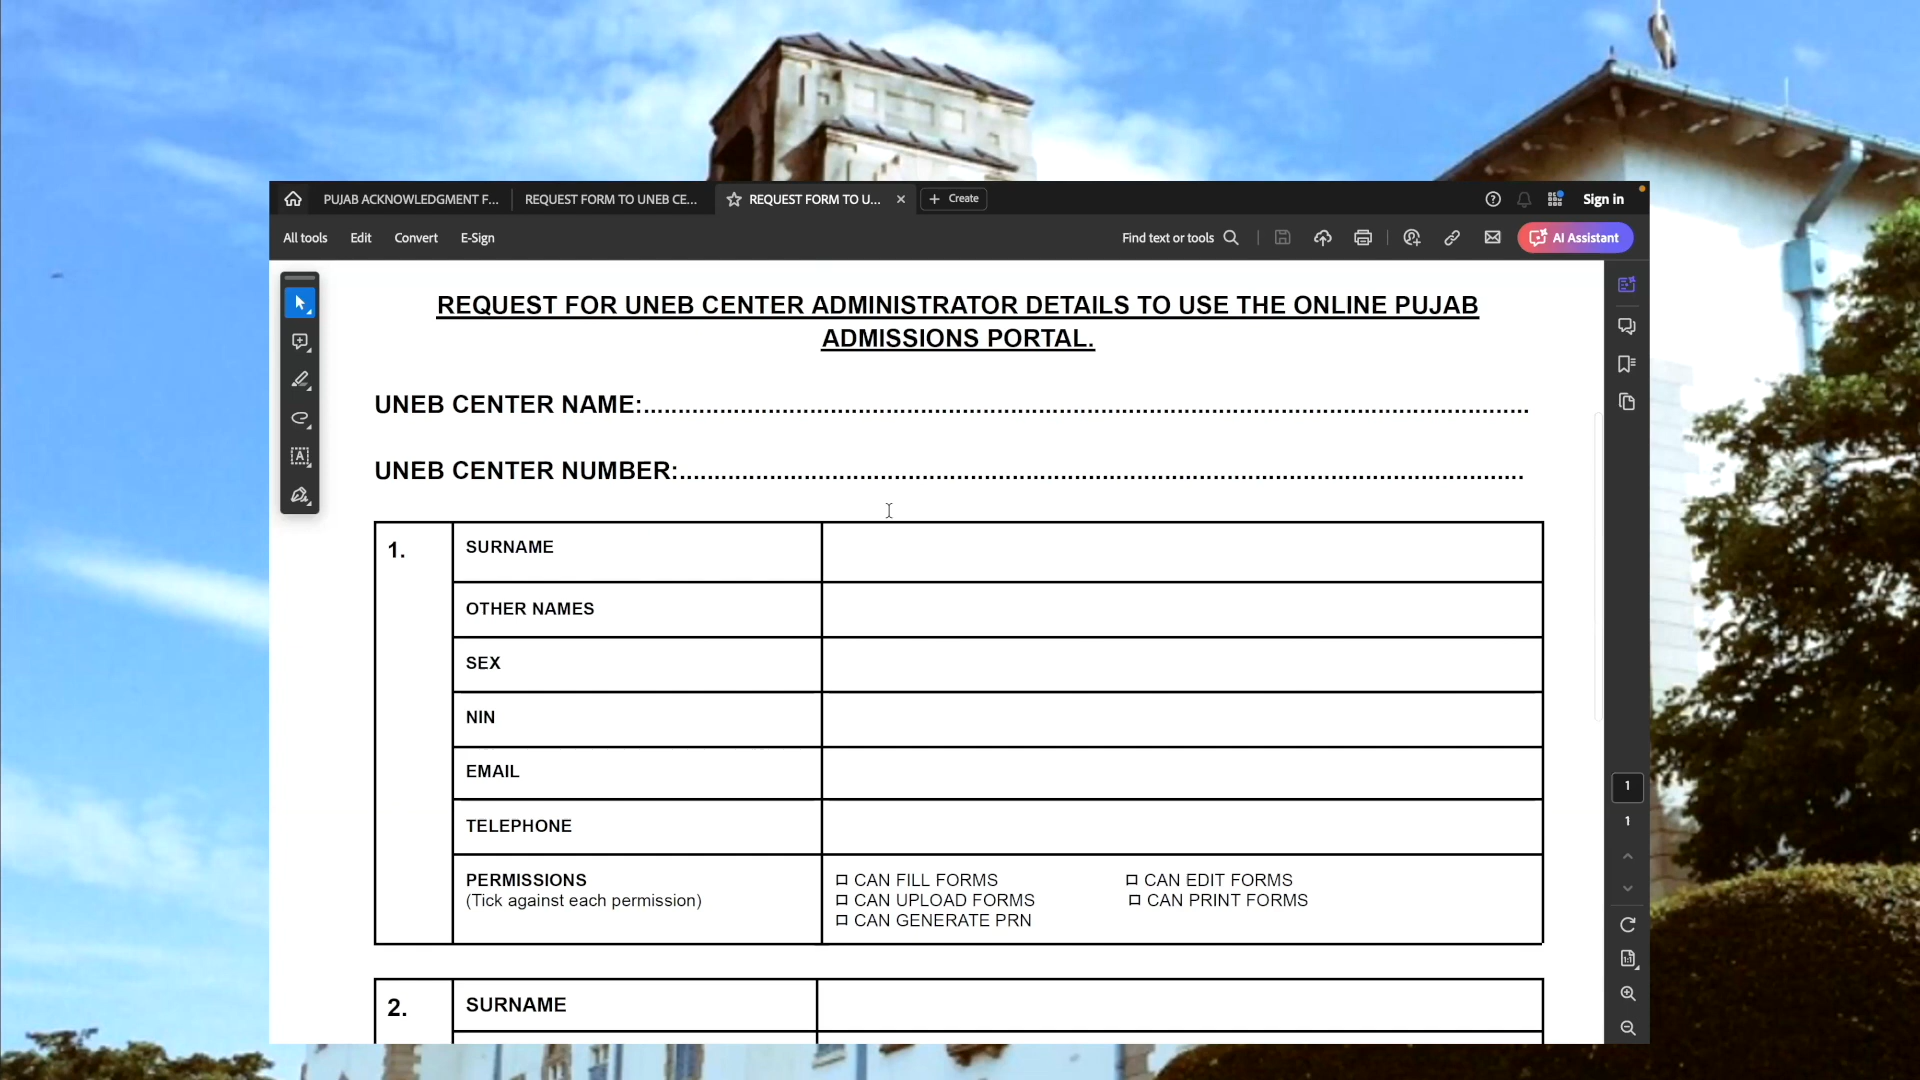 PUJAB ACKNOWLEDGMENT F...
REQUEST FORM TO UNEB CE...
REQUEST FORM TO U...
Create
Sign in
All tools
Edit
Convert
E-Sign
Find text or tools
AI Assistant
REQUEST FOR UNEB CENTER ADMINISTRATOR DETAILS TO USE THE ONLINE PUJAB
ADMISSIONS PORTAL.
UNEB CENTER NAME:................................................................................................................................
UNEB CENTER NUMBER:..........................................................................................................................
1.
SURNAME
OTHER NAMES
SEX
NIN
EMAIL
TELEPHONE
PERMISSIONS
(Tick against each permission)
CAN FILL FORMS
CAN EDIT FORMS
CAN UPLOAD FORMS
CAN PRINT FORMS
CAN GENERATE PRN
2.
SURNAME
1
1